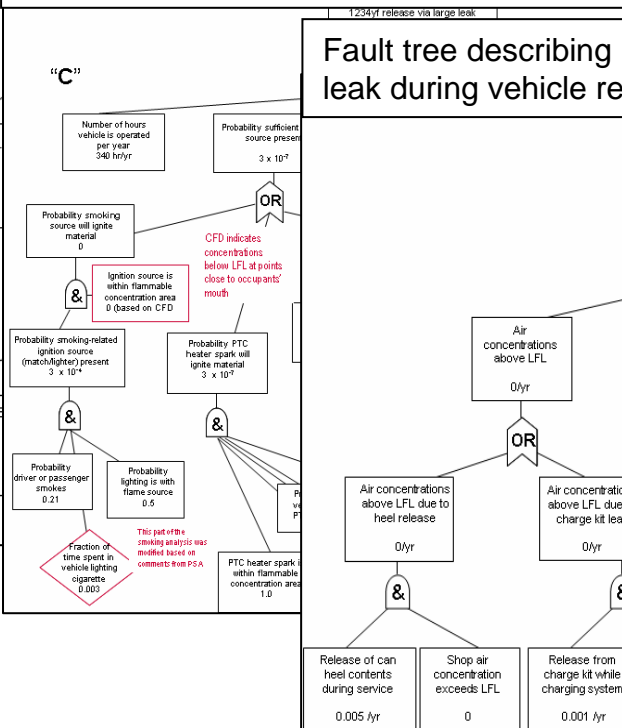 1234yf release via large leak
"C"
Number of hours
vehicle is operated
per year
340 hr/yr
Probability sufficient
source present
3 x 10⁻⁷
OR
Probability smoking
source will ignite
material
0
CFD indicates
concentrations
below LFL at points
close to occupants'
mouth
&
Ignition source is
within flammable
concentration area
0 (based on CFD
Probability smoking-related
ignition source
(match/lighter) present
3 x 10⁻⁴
Probability PTC
heater spark will
ignite material
3 x 10⁻⁷
&
&
Probability
driver or passenger
smokes
0.21
Probability
lighting is with
flame source
0.5
Fraction of
time spent in
vehicle lighting
cigarette
0.003
This part of the
smoking analysis was
modified based on
comments from PSA
PTC heater spark i
within flammable
concentration area
1.0
Fault tree describing
leak during vehicle re
Air
concentrations
above LFL
0/yr
OR
Air concentrations
above LFL due to
heel release
0/yr
Air concentratio
above LFL due
charge kit lea
0/yr
&
&
Release of can
heel contents
during service
0.005 /yr
Shop air
concentration
exceeds LFL
0
Release from
charge kit while
charging system
0.001 /yr